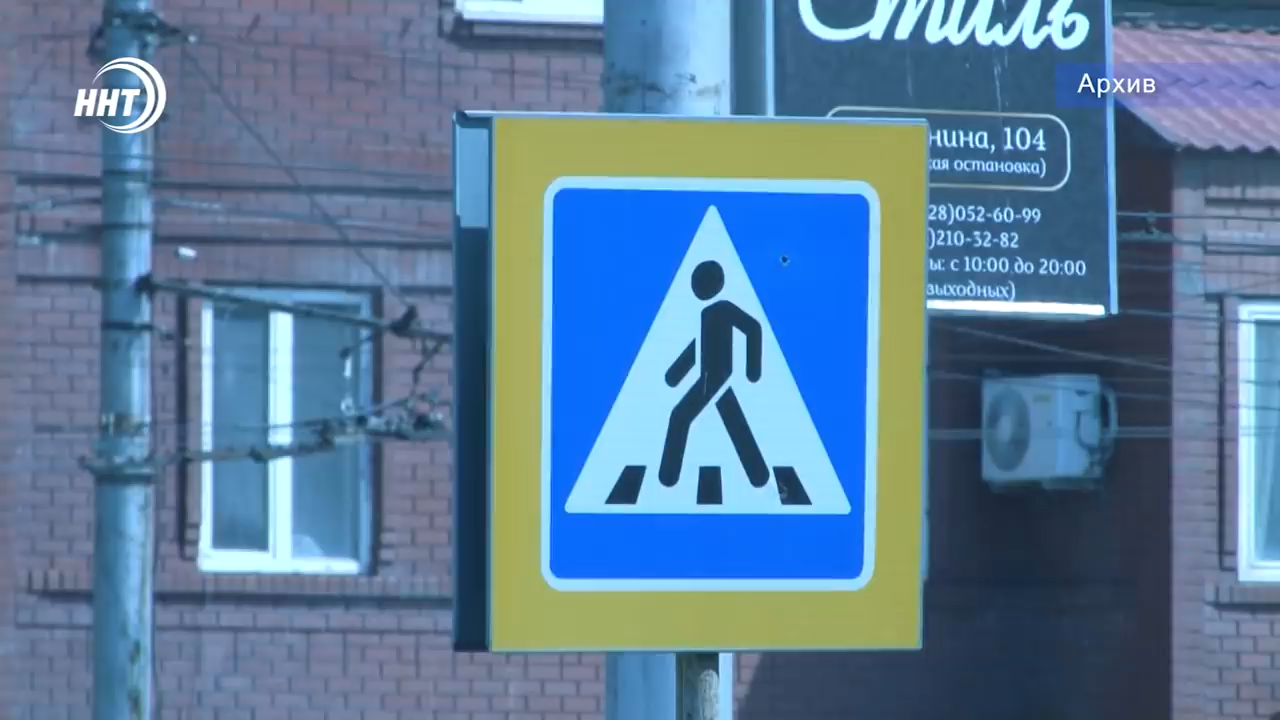 ННТ
Стиль
Архив
нина, 104
кая остановка)
28)052-60-99
)210-32-82
ы: с 10:00 до 20:00
выходных)